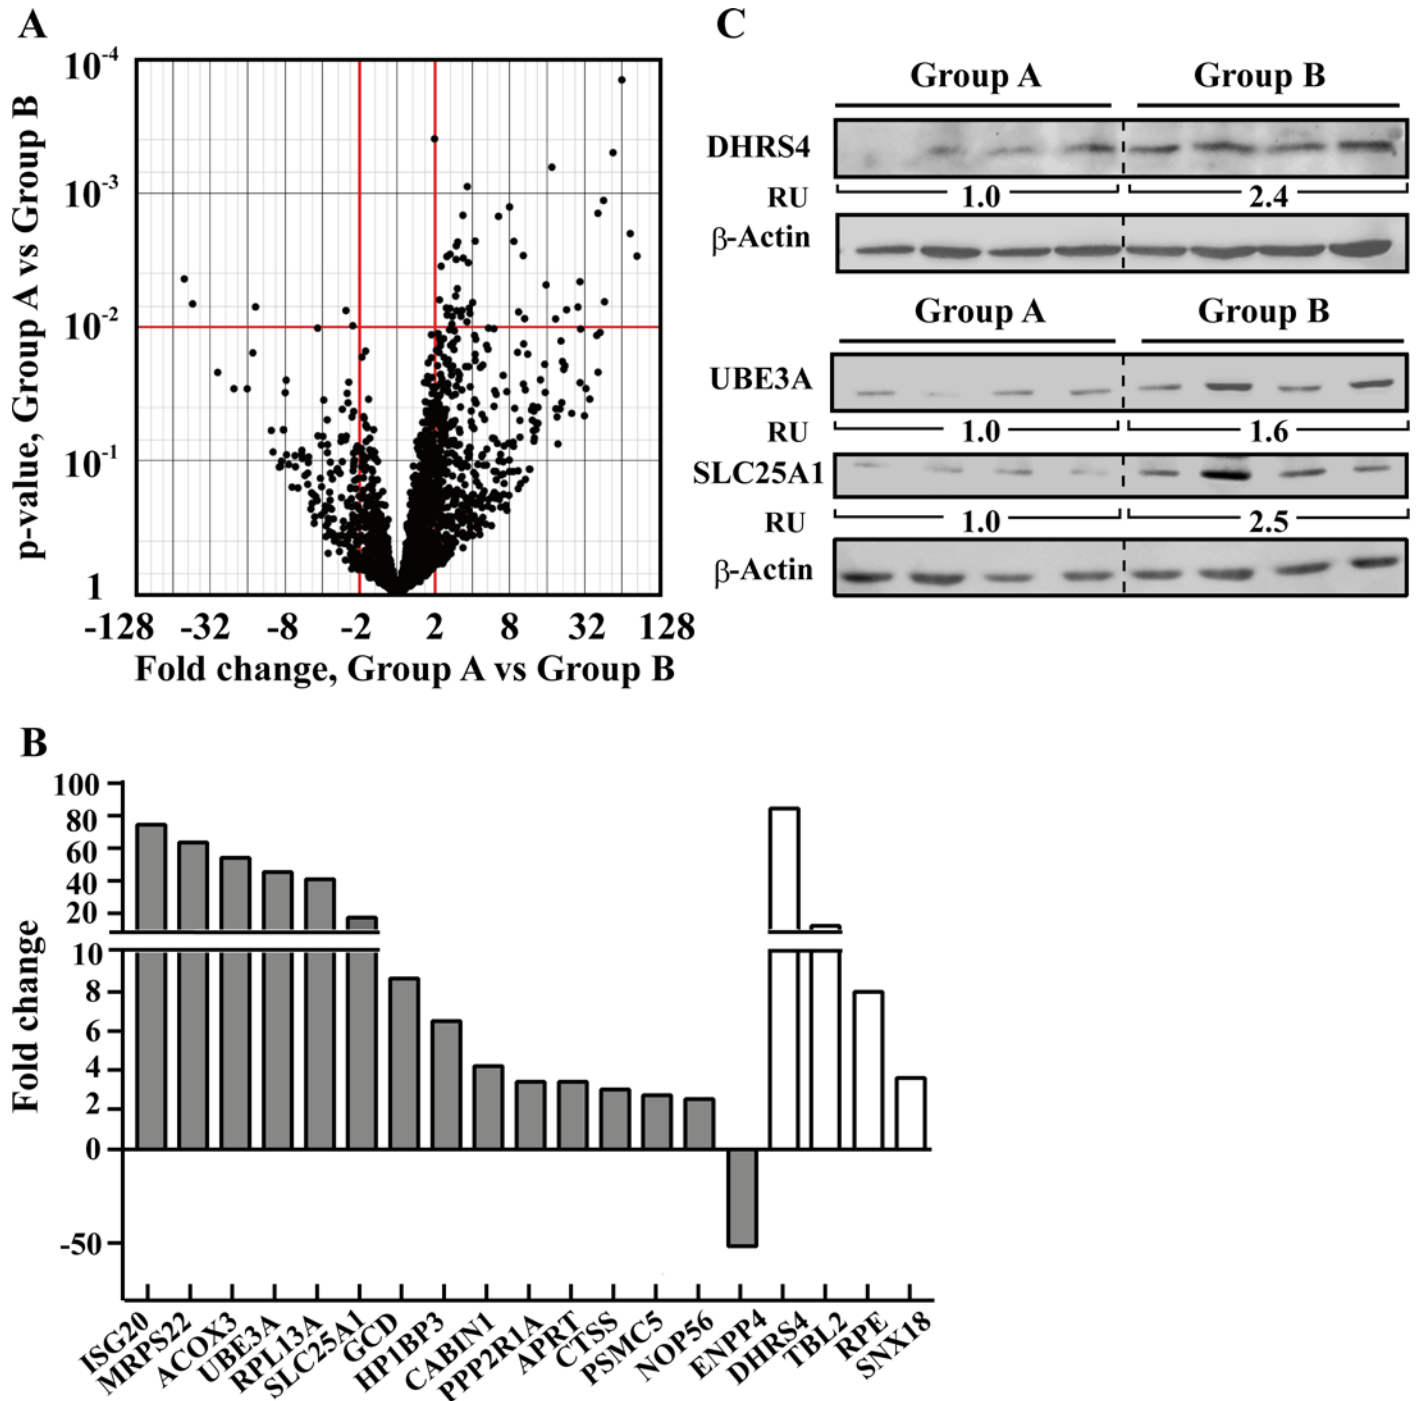 A
p-value, Group A vs Group B
10-4
10-3
10-2
10-1
1
-128 -32 -8 -2 2 8 32 128
Fold change, Group A vs Group B
C
Group A Group B
DHRS4
RU 1.0 2.4
β-Actin
Group A Group B
UBE3A
RU 1.0 1.6
SLC25A1
RU 1.0 2.5
β-Actin
B
Fold change
100
80
60
40
20
10
8
6
4
2
0
-50
ISG20
MRPS22
ACOX3
UBE3A
RPL13A
SLC25A1
GCD
HP1BP3
CABIN1
PPP2R1A
APRT
CTSS
PSMC5
NOP56
ENPP4
DHRS4
TBL2
RPE
SNX18